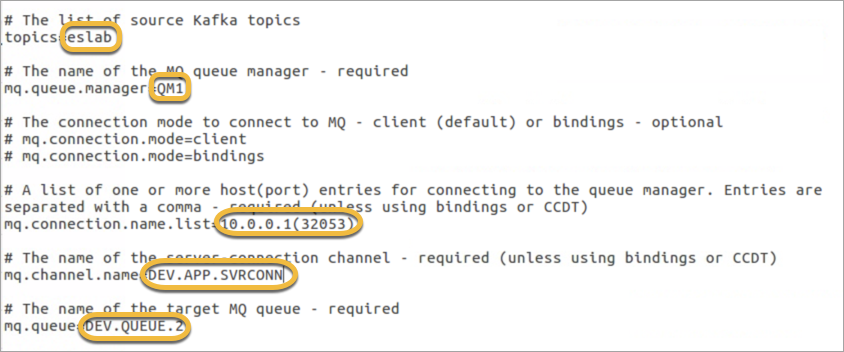 # The list of source Kafka topics
topics=eslab
# The name of the MQ queue manager - required
mq.queue.manager=QM1
# The connection mode to connect to MQ - client (default) or bindings - optional
# mq.connection.mode=client
# mq.connection.mode=bindings
# A list of one or more host(port) entries for connecting to the queue manager. Entries are
separated with a comma - required (unless using bindings or CCDT)
mq.connection.name.list=10.0.0.1(32053)
# The name of the server connection channel - required (unless using bindings or CCDT)
mq.channel.name=DEV.APP.SVRCONN
# The name of the target MQ queue - required
mq.queue=DEV.QUEUE.2